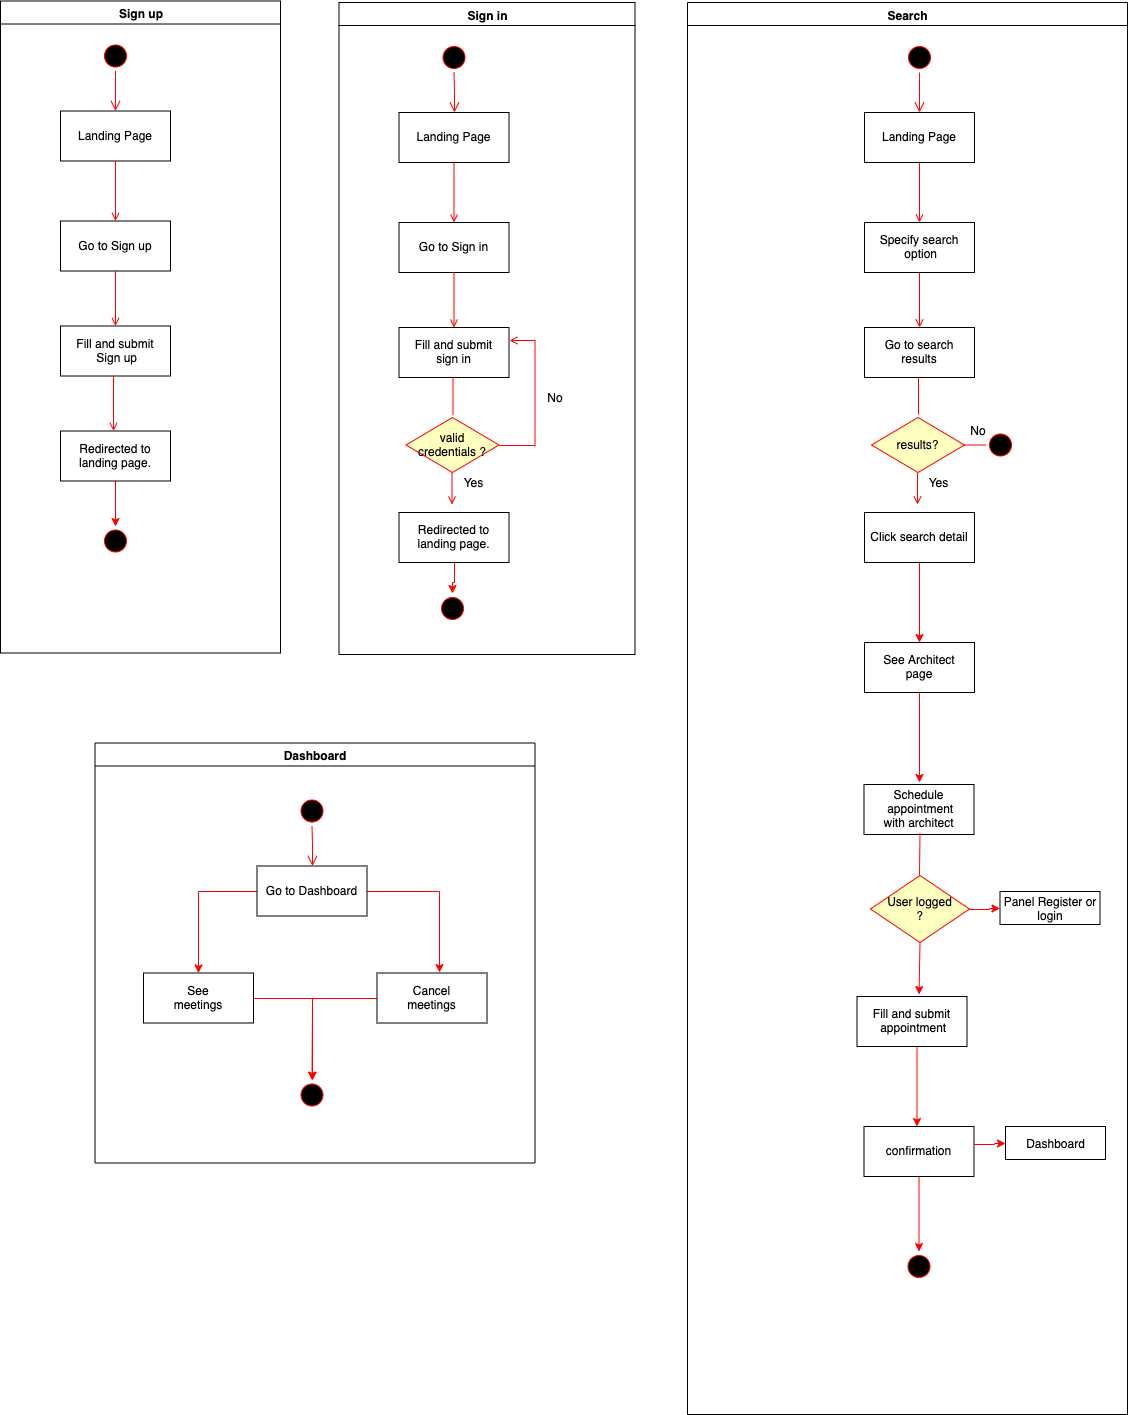 Sign up
Landing Page
Go to Sign up
Fill and submit
Sign up
Redirected to
landing page.
Sign in
Landing Page
Go to Sign in
Fill and submit
sign in
No
valid
credentials ?
Yes
Redirected to
landing page.
Search
Landing Page
Specify search
option
Go to search
results
results?
No
Yes
Click search detail
See Architect
page
Schedule
appointment
with architect
User logged
?
Panel Register or
login
Fill and submit
appointment
confirmation
Dashboard
Dashboard
Go to Dashboard
See
meetings
Cancel
meetings